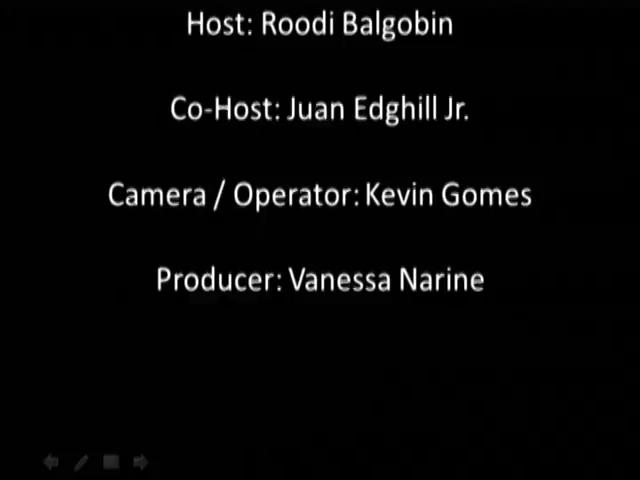 Host: Roodi Balgobin
Co-Host: Juan Edghill Jr.
Camera / Operator: Kevin Gomes
Producer: Vanessa Narine